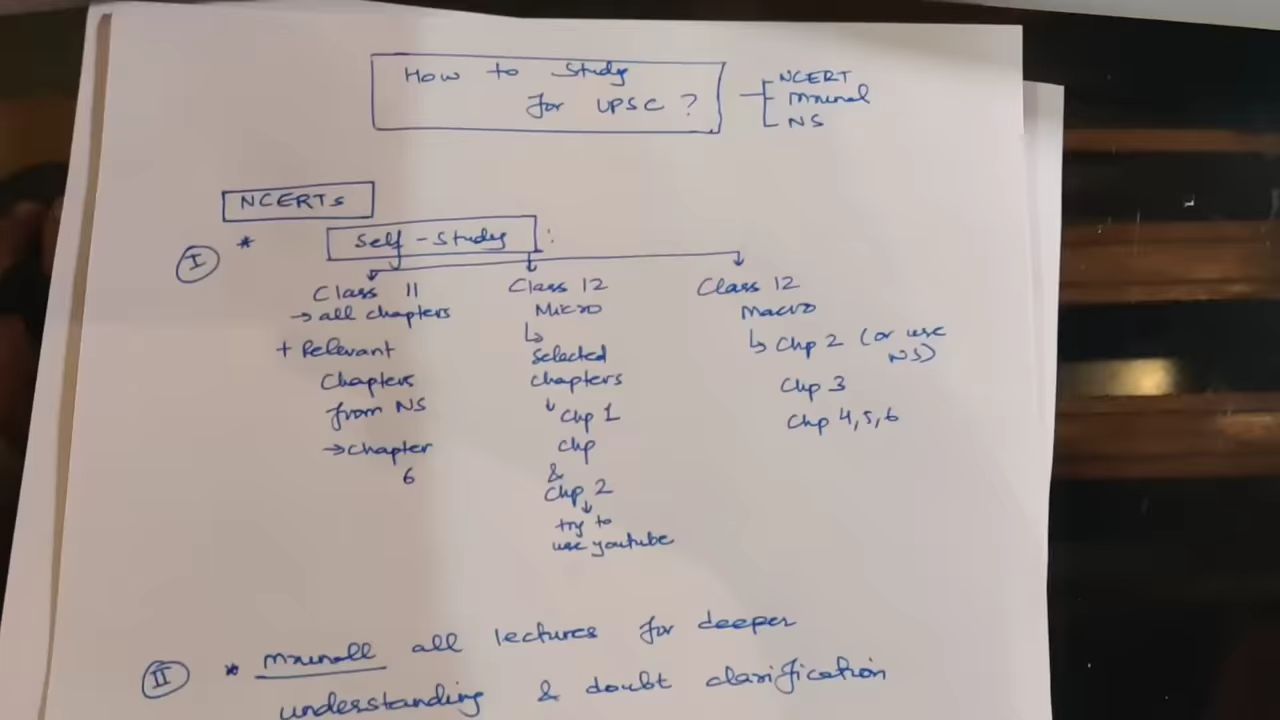 How to Study
for UPSC?
NCERT
Mrunal
NS
NCERTs
I * Self-Study:
Class 11
→ all chapters
+ Relevant
Chapters
from NS
→ Chapter
6
Class 12
Micro
↳
Selected
chapters
↓ Chp 1
Chp
&
Chp 2
↓
try to
use youtube
Class 12
Macro
↳ Chp 2 (or use
NS)
Chp 3
Chp 4,5,6
II * Mrunall all lectures for deeper
understanding & doubt clarification